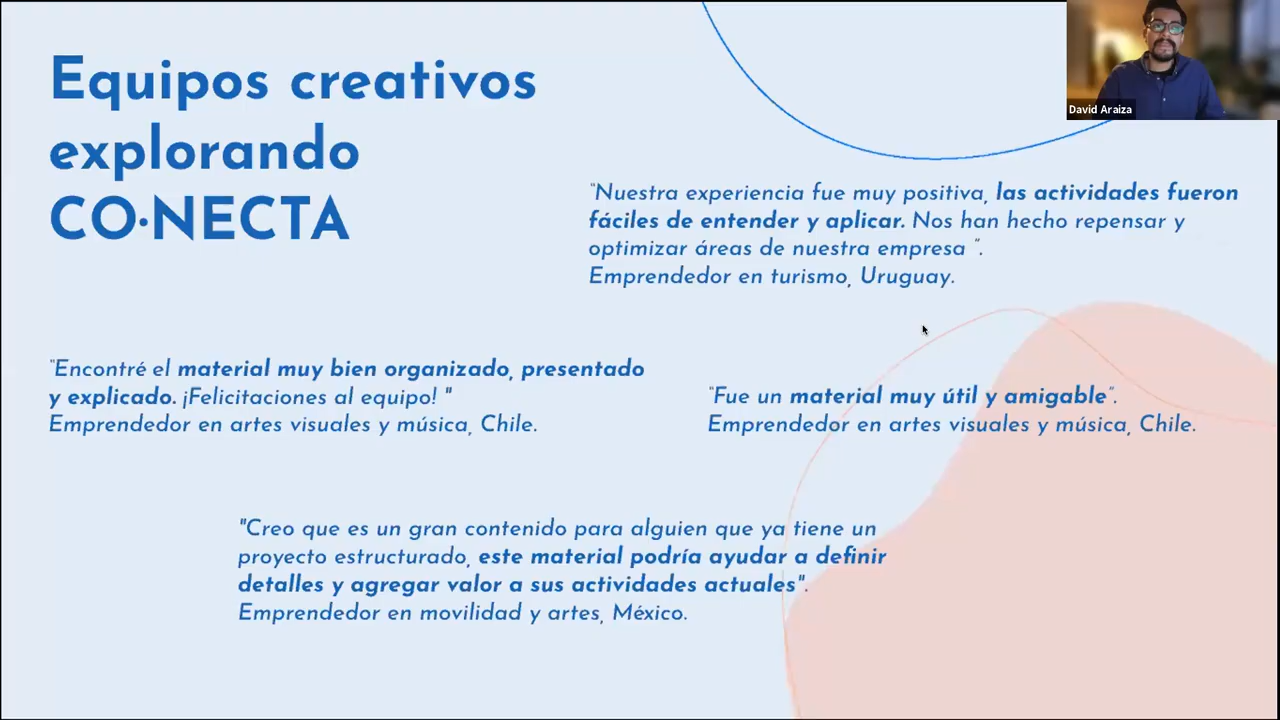 Equipos creativos
explorando
CO·NECTA
David Araiza
"Nuestra experiencia fue muy positiva, las actividades fueron
fáciles de entender y aplicar. Nos han hecho repensar y
optimizar áreas de nuestra empresa ".
Emprendedor en turismo, Uruguay.
"Encontré el material muy bien organizado, presentado
y explicado. ¡Felicitaciones al equipo! "
Emprendedor en artes visuales y música, Chile.
"Fue un material muy útil y amigable".
Emprendedor en artes visuales y música, Chile.
"Creo que es un gran contenido para alguien que ya tiene un
proyecto estructurado, este material podría ayudar a definir
detalles y agregar valor a sus actividades actuales".
Emprendedor en movilidad y artes, México.